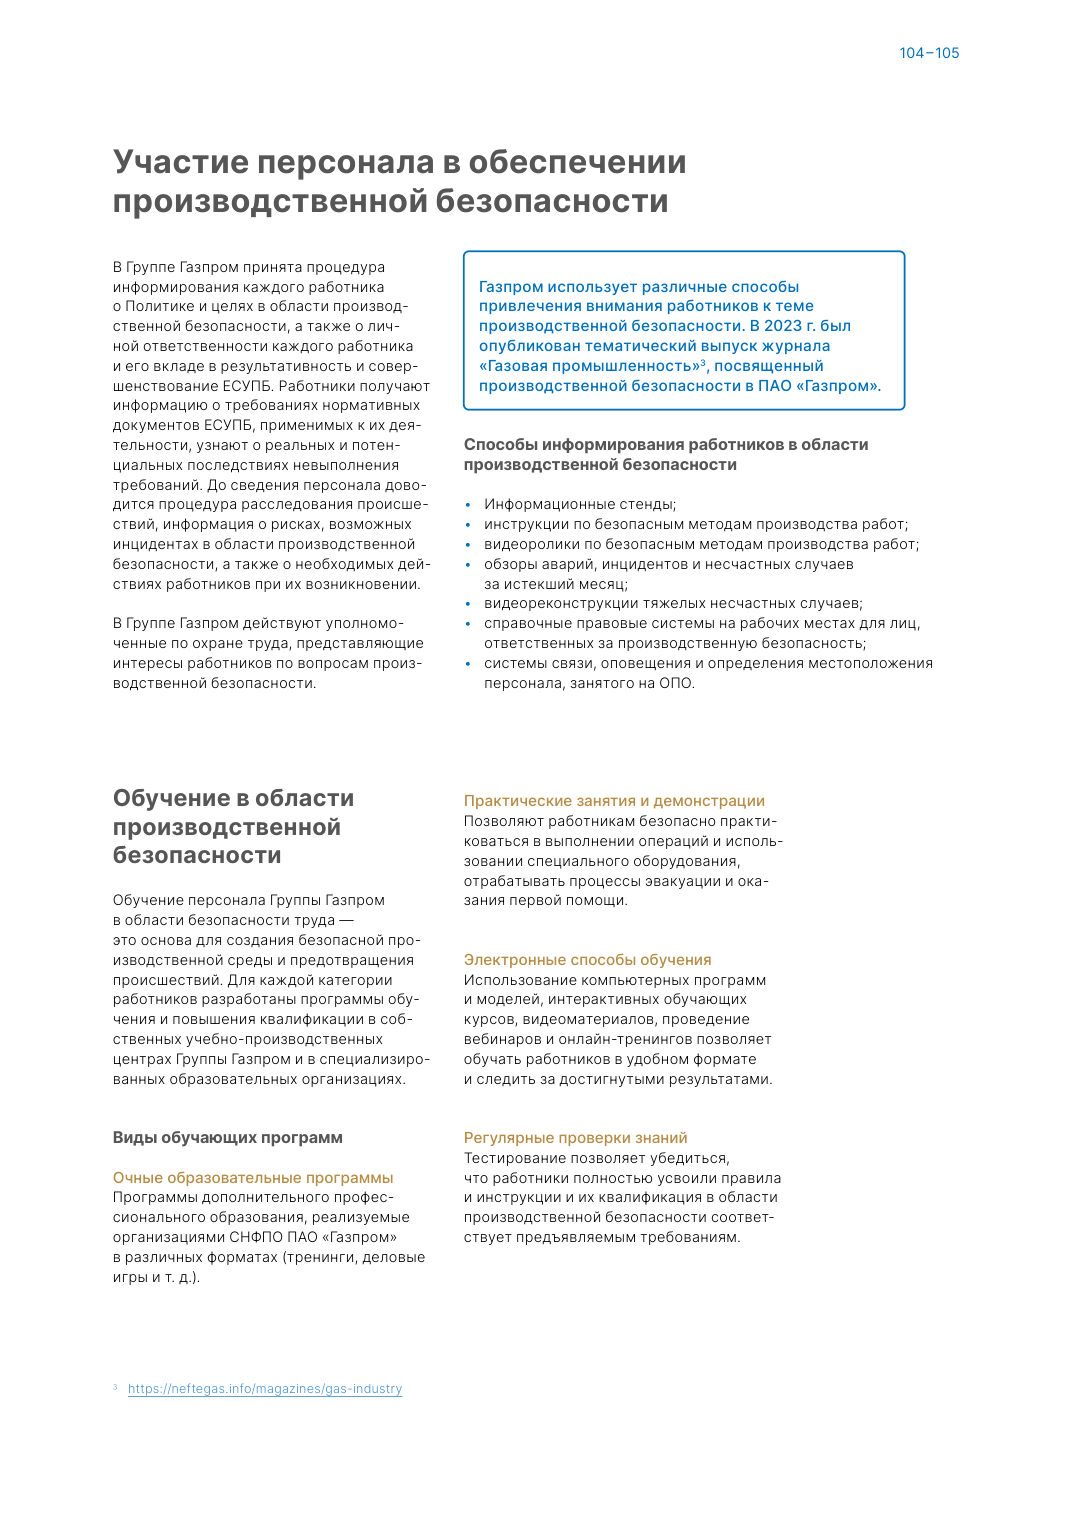 104–105
Участие персонала в обеспечении
производственной безопасности
В Группе Газпром принята процедура
информирования каждого работника
о Политике и целях в области производ-
ственной безопасности, а также о лич-
ной ответственности каждого работника
и его вкладе в результативность и совер-
шенствование ЕСУПБ. Работники получают
информацию о требованиях нормативных
документов ЕСУПБ, применимых к их дея-
тельности, узнают о реальных и потен-
циальных последствиях невыполнения
требований. До сведения персонала дово-
дится процедура расследования происше-
ствий, информация о рисках, возможных
инцидентах в области производственной
безопасности, а также о необходимых дей-
ствиях работников при их возникновении.
В Группе Газпром действуют уполномо-
ченные по охране труда, представляющие
интересы работников по вопросам произ-
водственной безопасности.
Газпром использует различные способы
привлечения внимания работников к теме
производственной безопасности. В 2023 г. был
опубликован тематический выпуск журнала
«Газовая промышленность»³, посвященный
производственной безопасности в ПАО «Газпром».
Способы информирования работников в области
производственной безопасности
• Информационные стенды;
• инструкции по безопасным методам производства работ;
• видеоролики по безопасным методам производства работ;
• обзоры аварий, инцидентов и несчастных случаев
за истекший месяц;
• видеореконструкции тяжелых несчастных случаев;
• справочные правовые системы на рабочих местах для лиц,
ответственных за производственную безопасность;
• системы связи, оповещения и определения местоположения
персонала, занятого на ОПО.
Обучение в области
производственной
безопасности
Обучение персонала Группы Газпром
в области безопасности труда —
это основа для создания безопасной про-
изводственной среды и предотвращения
происшествий. Для каждой категории
работников разработаны программы обу-
чения и повышения квалификации в соб-
ственных учебно-производственных
центрах Группы Газпром и в специализиро-
ванных образовательных организациях.
Виды обучающих программ
Очные образовательные программы
Программы дополнительного профес-
сионального образования, реализуемые
организациями СНФПО ПАО «Газпром»
в различных форматах (тренинги, деловые
игры и т. д.).
Практические занятия и демонстрации
Позволяют работникам безопасно практи-
коваться в выполнении операций и исполь-
зовании специального оборудования,
отрабатывать процессы эвакуации и ока-
зания первой помощи.
Электронные способы обучения
Использование компьютерных программ
и моделей, интерактивных обучающих
курсов, видеоматериалов, проведение
вебинаров и онлайн-тренингов позволяет
обучать работников в удобном формате
и следить за достигнутыми результатами.
Регулярные проверки знаний
Тестирование позволяет убедиться,
что работники полностью усвоили правила
и инструкции и их квалификация в области
производственной безопасности соответ-
ствует предъявляемым требованиям.
³ https://neftegas.info/magazines/gas-industry